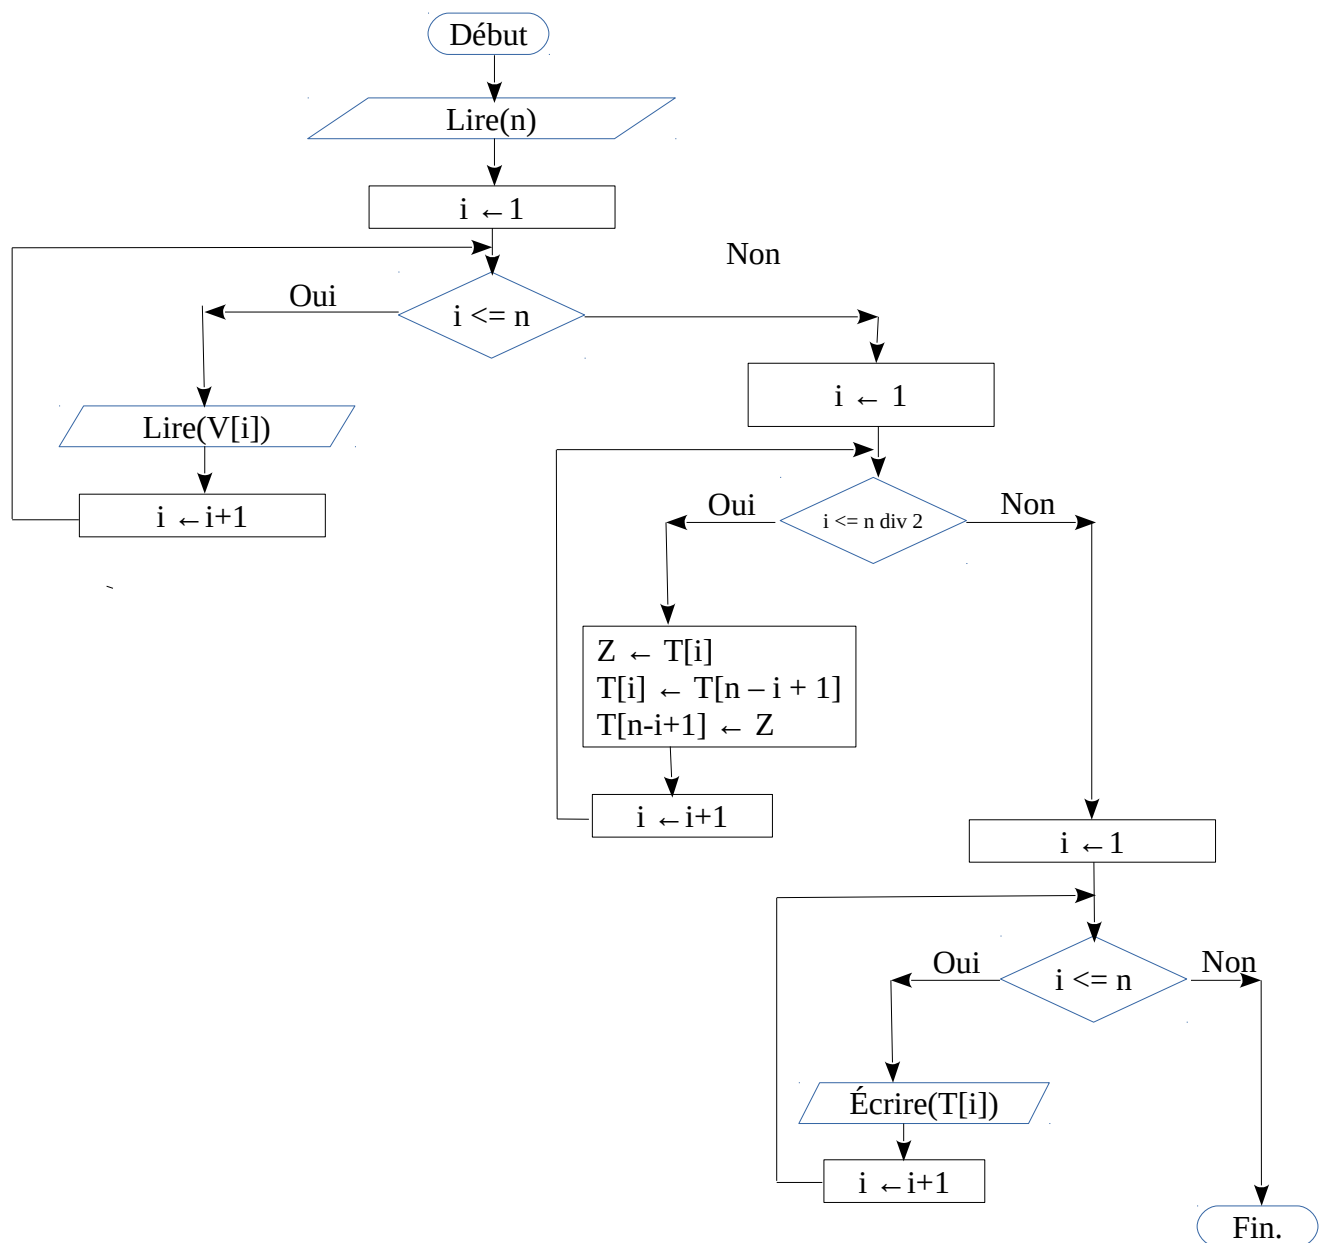 Début
Lire(n)
i ←1
Non
Oui
i <= n
i ← 1
Lire(V[i])
i ←i+1
Oui
i <= n div 2
Non
Z ← T[i]
T[i] ← T[n – i + 1]
T[n-i+1] ← Z
i ←i+1
i ←1
Oui
i <= n
Non
Écrire(T[i])
i ←i+1
Fin.